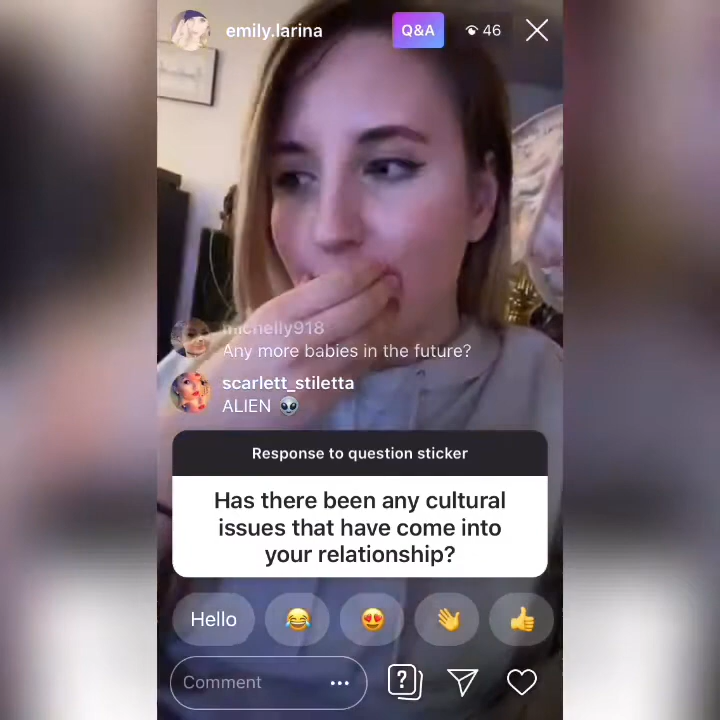 emily.larina
Q&A
46
michelly918
Any more babies in the future?
scarlett_stiletta
ALIEN 👽
Response to question sticker
Has there been any cultural
issues that have come into
your relationship?
Hello 😂 😍 👋 👍
Comment ...
?